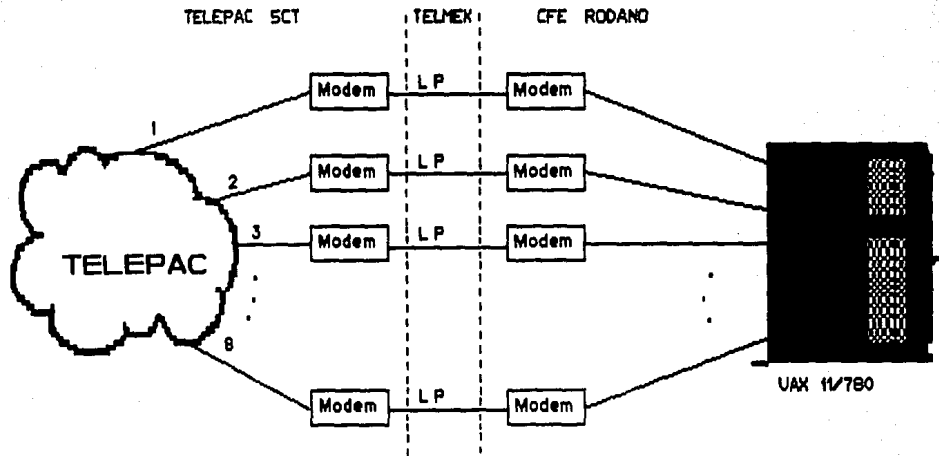 TELEPAC SCT TELMEX CFE RODANO
Modem LP Modem
1
Modem LP Modem
2
Modem LP Modem
3
TELEPAC
8
VAX 11/780
Modem LP Modem